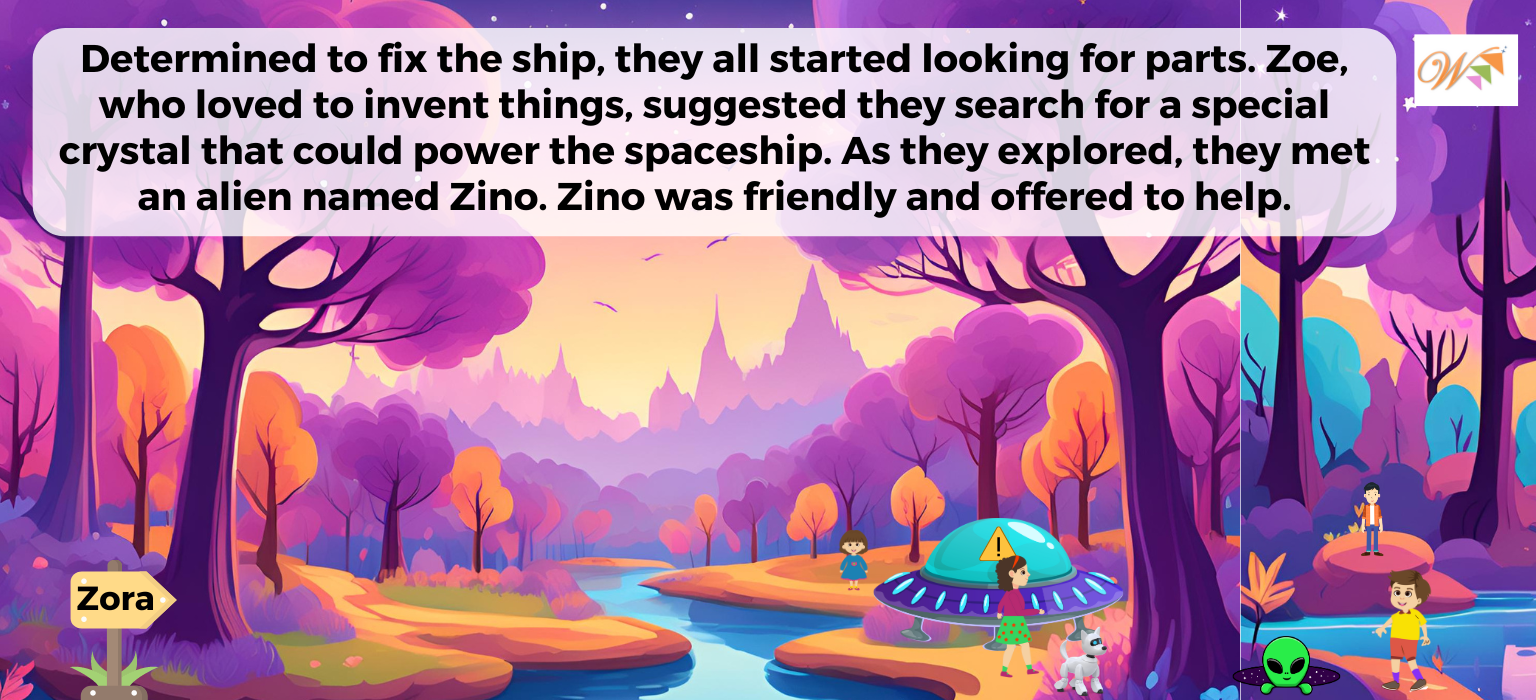 Determined to fix the ship, they all started looking for parts. Zoe,
who loved to invent things, suggested they search for a special
crystal that could power the spaceship. As they explored, they met
an alien named Zino. Zino was friendly and offered to help.
W
!
Zora